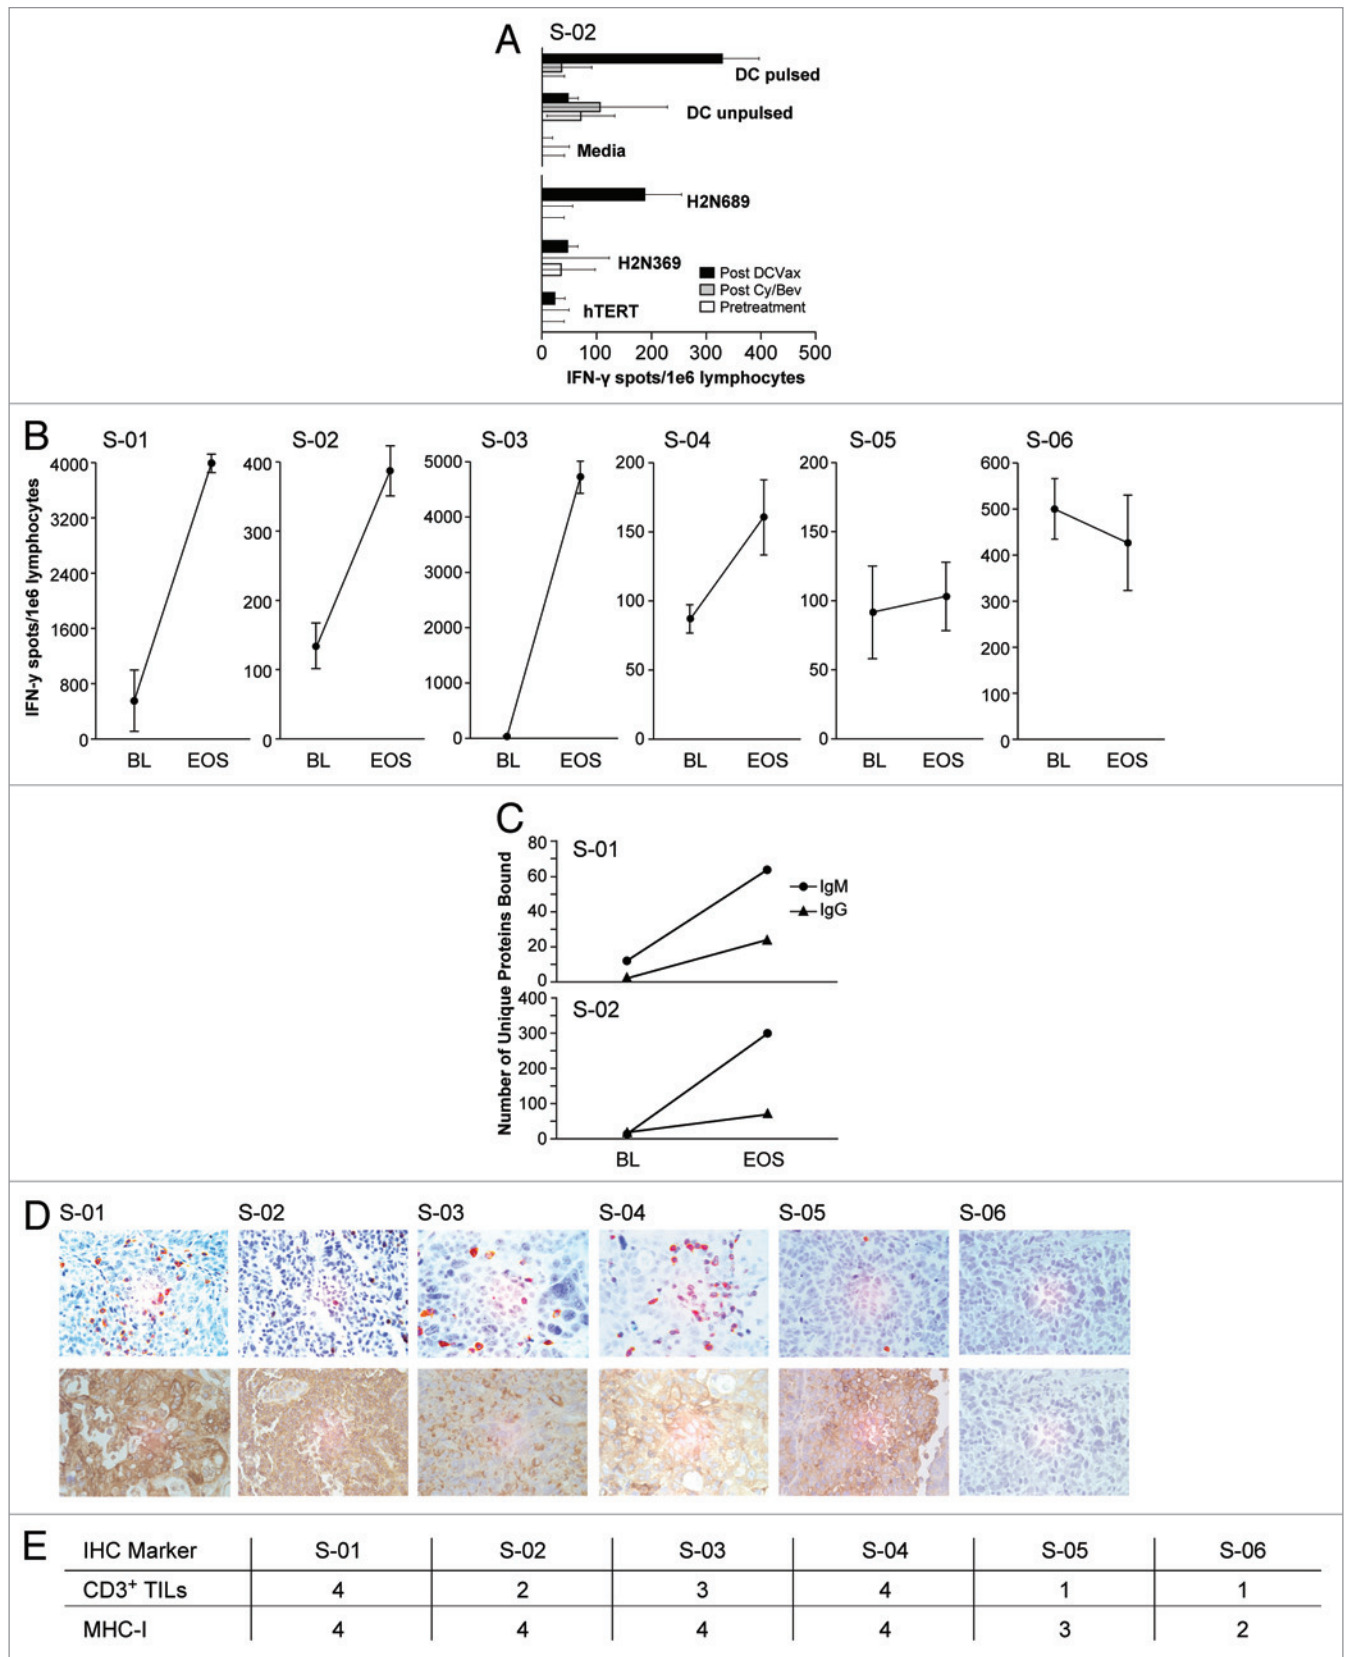 A
S-02
DC pulsed
DC unpulsed
Media
H2N689
H2N369
hTERT
Post DCVax
Post Cy/Bev
Pretreatment
0 100 200 300 400 500
IFN-γ spots/1e6 lymphocytes
B
S-01 S-02 S-03 S-04 S-05 S-06
IFN-y spots/1e6 lymphocytes
4000 400 5000 200 200 600
3200 300 4000 150 150 500
2400 200 3000 100 100 400
1600 100 2000 50 50 300
800 0 1000 0 0 200
0 0 100
0
BL EOS BL EOS BL EOS BL EOS BL EOS BL EOS
C
Number of Unique Proteins Bound
S-01
80
60
40
20
0
IgM
IgG
S-02
400
300
200
100
0
BL EOS
D
S-01 S-02 S-03 S-04 S-05 S-06
E
IHC Marker S-01 S-02 S-03 S-04 S-05 S-06
CD3⁺ TILs 4 2 3 4 1 1
MHC-I 4 4 4 4 3 2